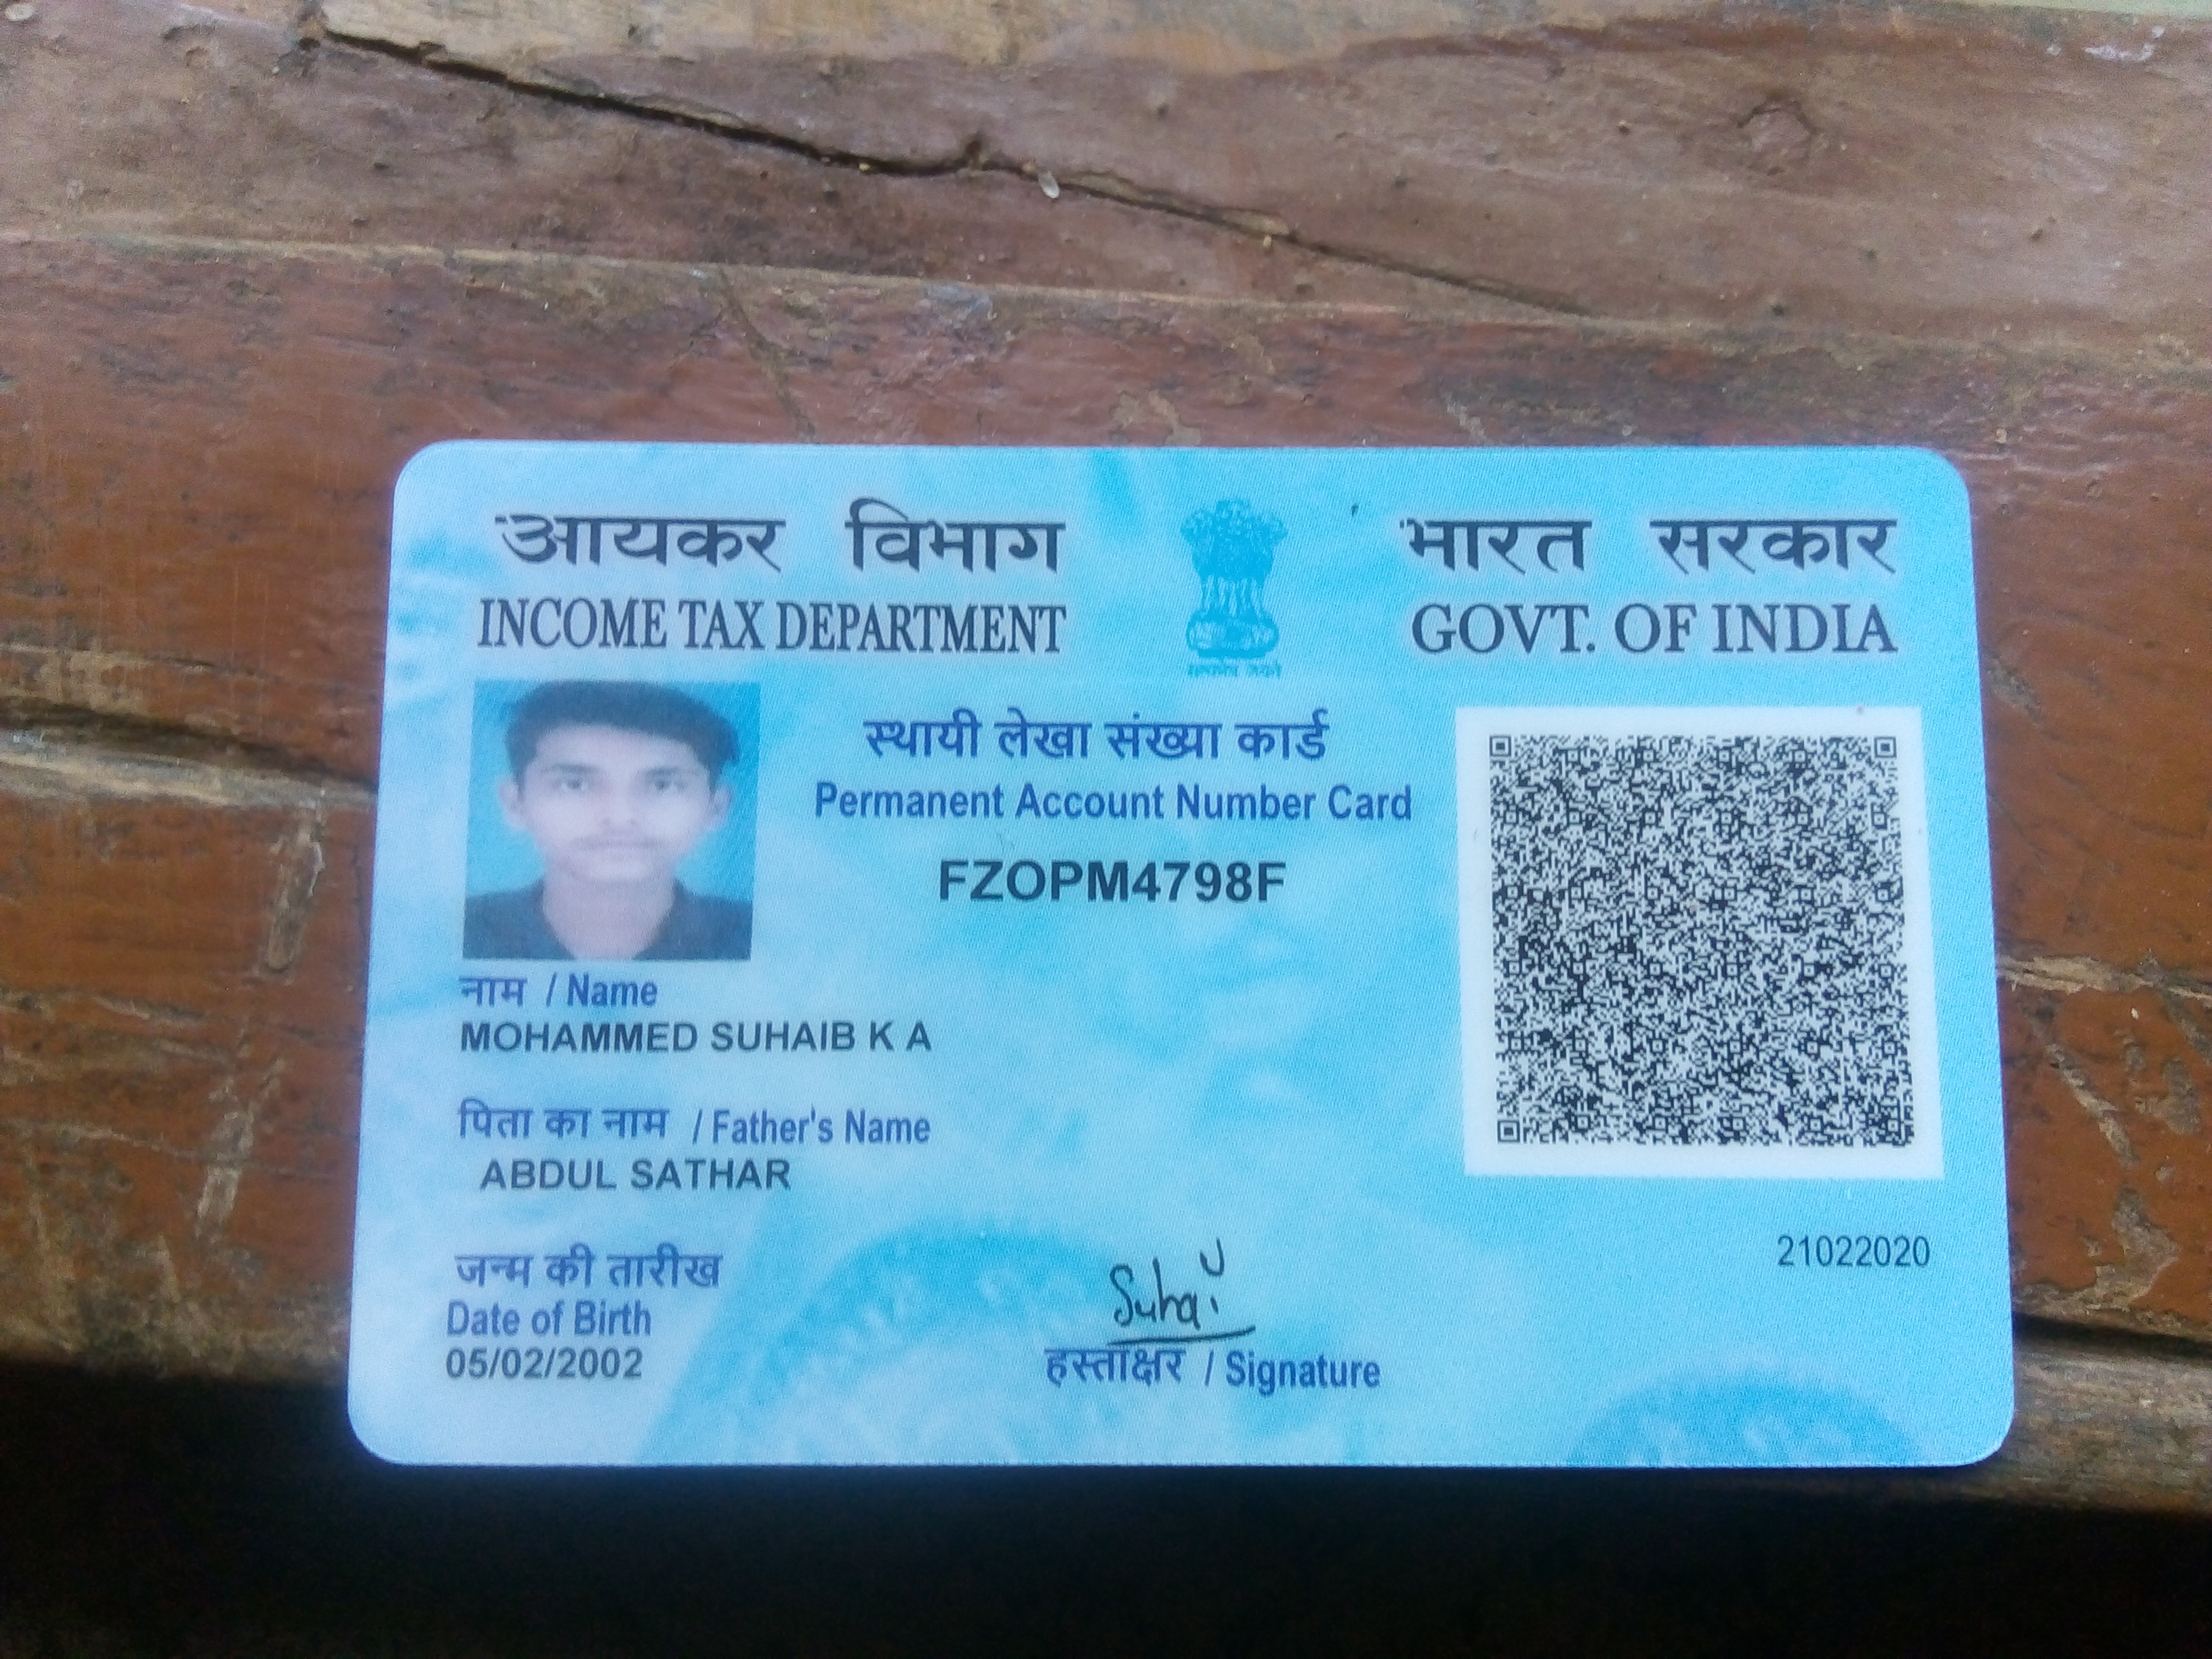 आयकर विभाग
INCOME TAX DEPARTMENT
भारत सरकार
GOVT. OF INDIA
सत्यमेव जयते
स्थायी लेखा संख्या कार्ड
Permanent Account Number Card
FZOPM4798F
नाम / Name
MOHAMMED SUHAIB K A
पिता का नाम / Father's Name
ABDUL SATHAR
जन्म की तारीख
Date of Birth
05/02/2002
Suhai
हस्ताक्षर / Signature
21022020